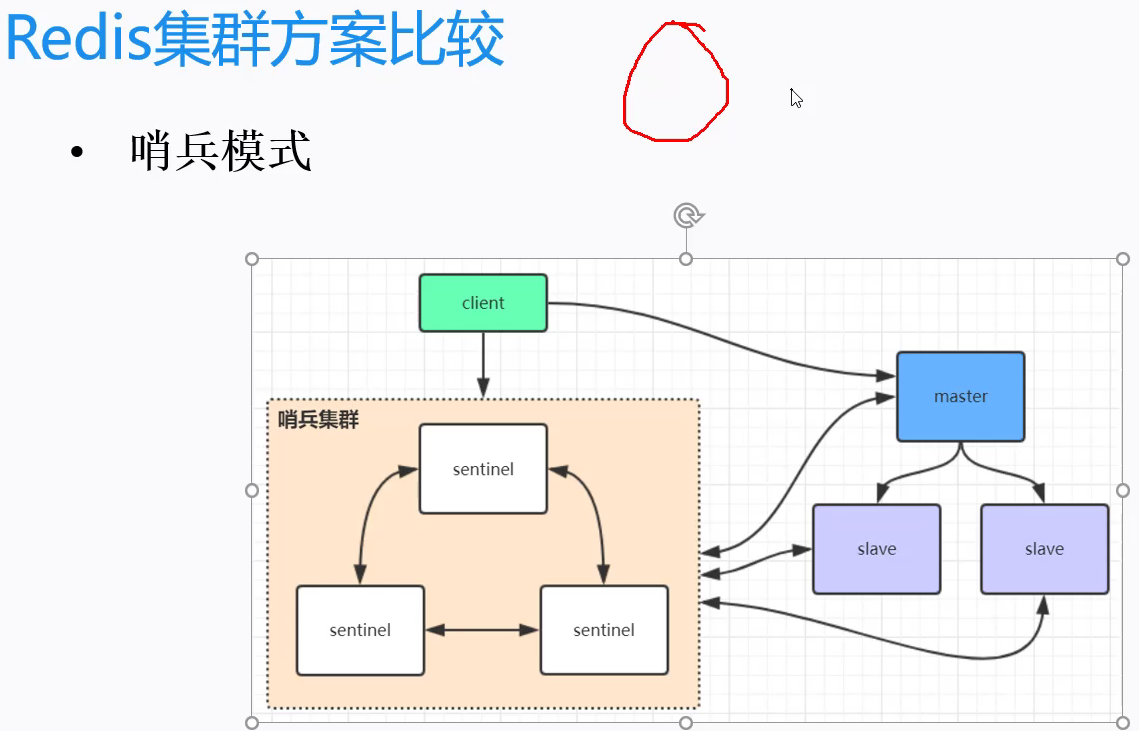 Redis集群方案比较
• 哨兵模式
client
master
哨兵集群
sentinel
slave
slave
sentinel
sentinel